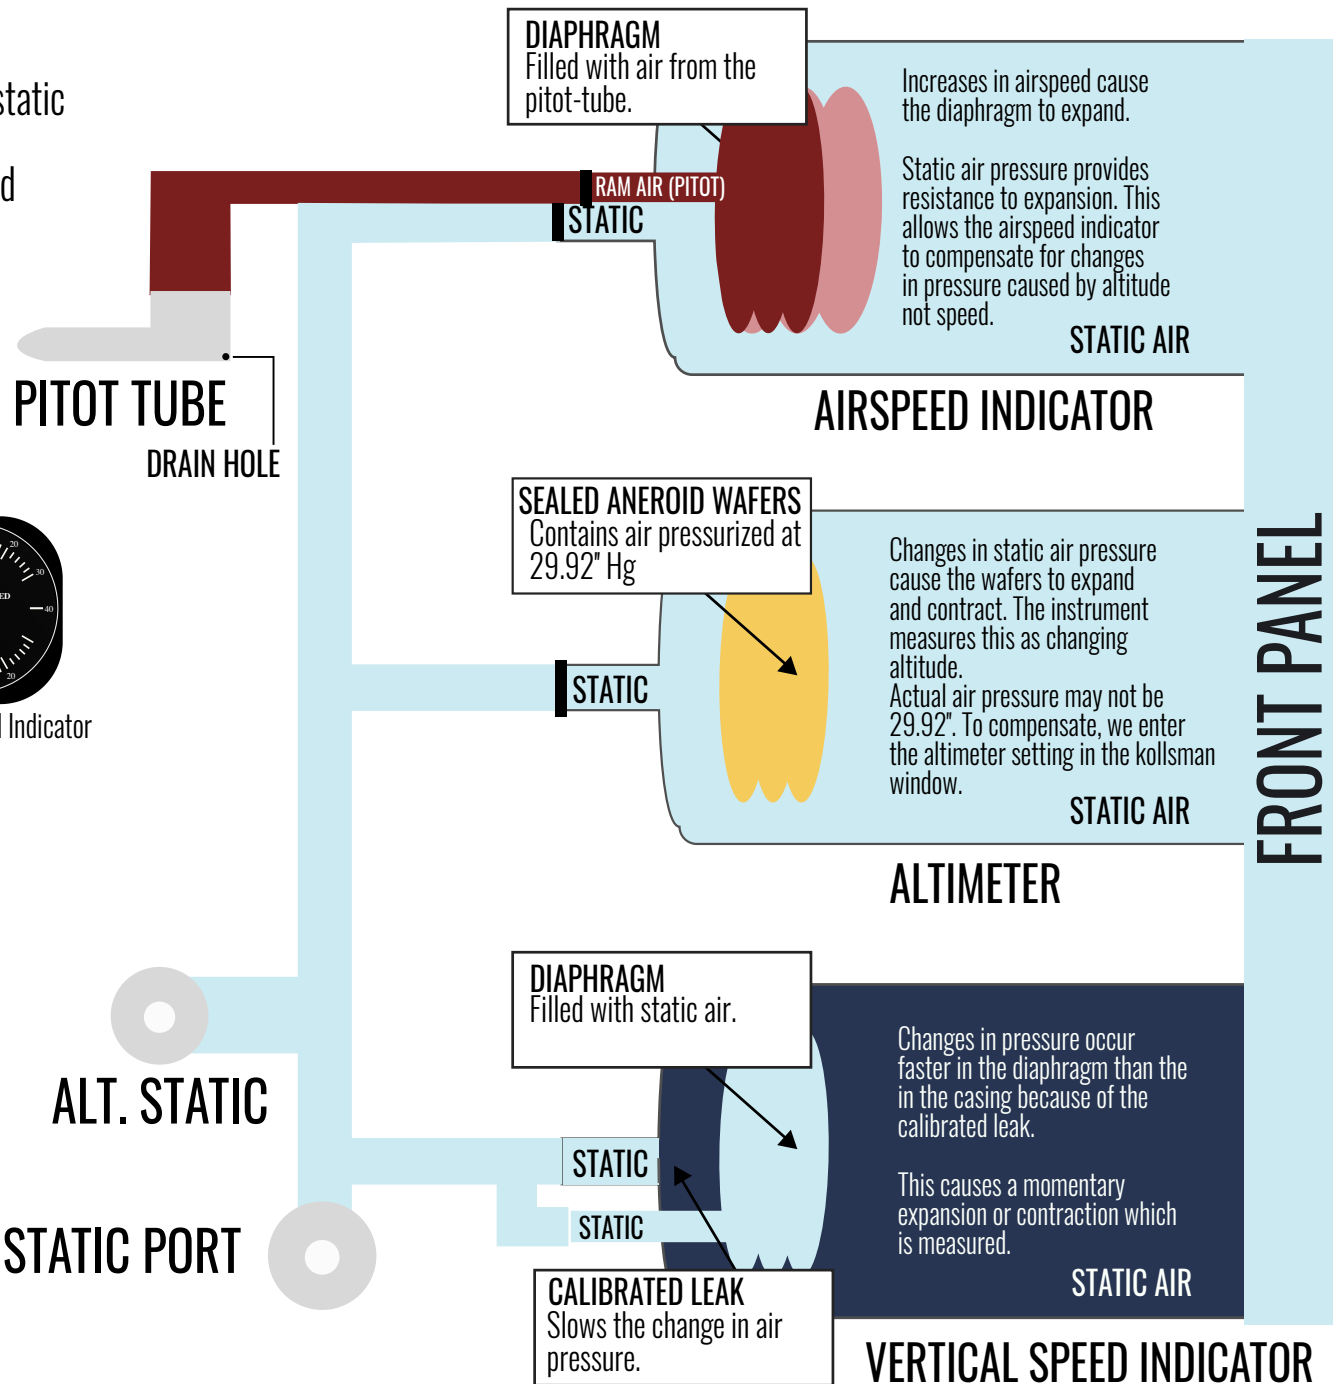 static
d
DIAPHRAGM
Filled with air from the
pitot-tube.
Increases in airspeed cause
the diaphragm to expand.
Static air pressure provides
resistance to expansion. This
allows the airspeed indicator
to compensate for changes
in pressure caused by altitude
not speed.
STATIC AIR
RAM AIR (PITOT)
STATIC
PITOT TUBE
DRAIN HOLE
AIRSPEED INDICATOR
SEALED ANEROID WAFERS
Contains air pressurized at
29.92" Hg
Changes in static air pressure
cause the wafers to expand
and contract. The instrument
measures this as changing
altitude.
Actual air pressure may not be
29.92". To compensate, we enter
the altimeter setting in the kollsman
window.
STATIC AIR
STATIC
20
30
ED
40
20
l Indicator
ALTIMETER
FRONT PANEL
DIAPHRAGM
Filled with static air.
Changes in pressure occur
faster in the diaphragm than the
in the casing because of the
calibrated leak.
This causes a momentary
expansion or contraction which
is measured.
STATIC AIR
ALT. STATIC
STATIC
STATIC
STATIC PORT
CALIBRATED LEAK
Slows the change in air
pressure.
VERTICAL SPEED INDICATOR